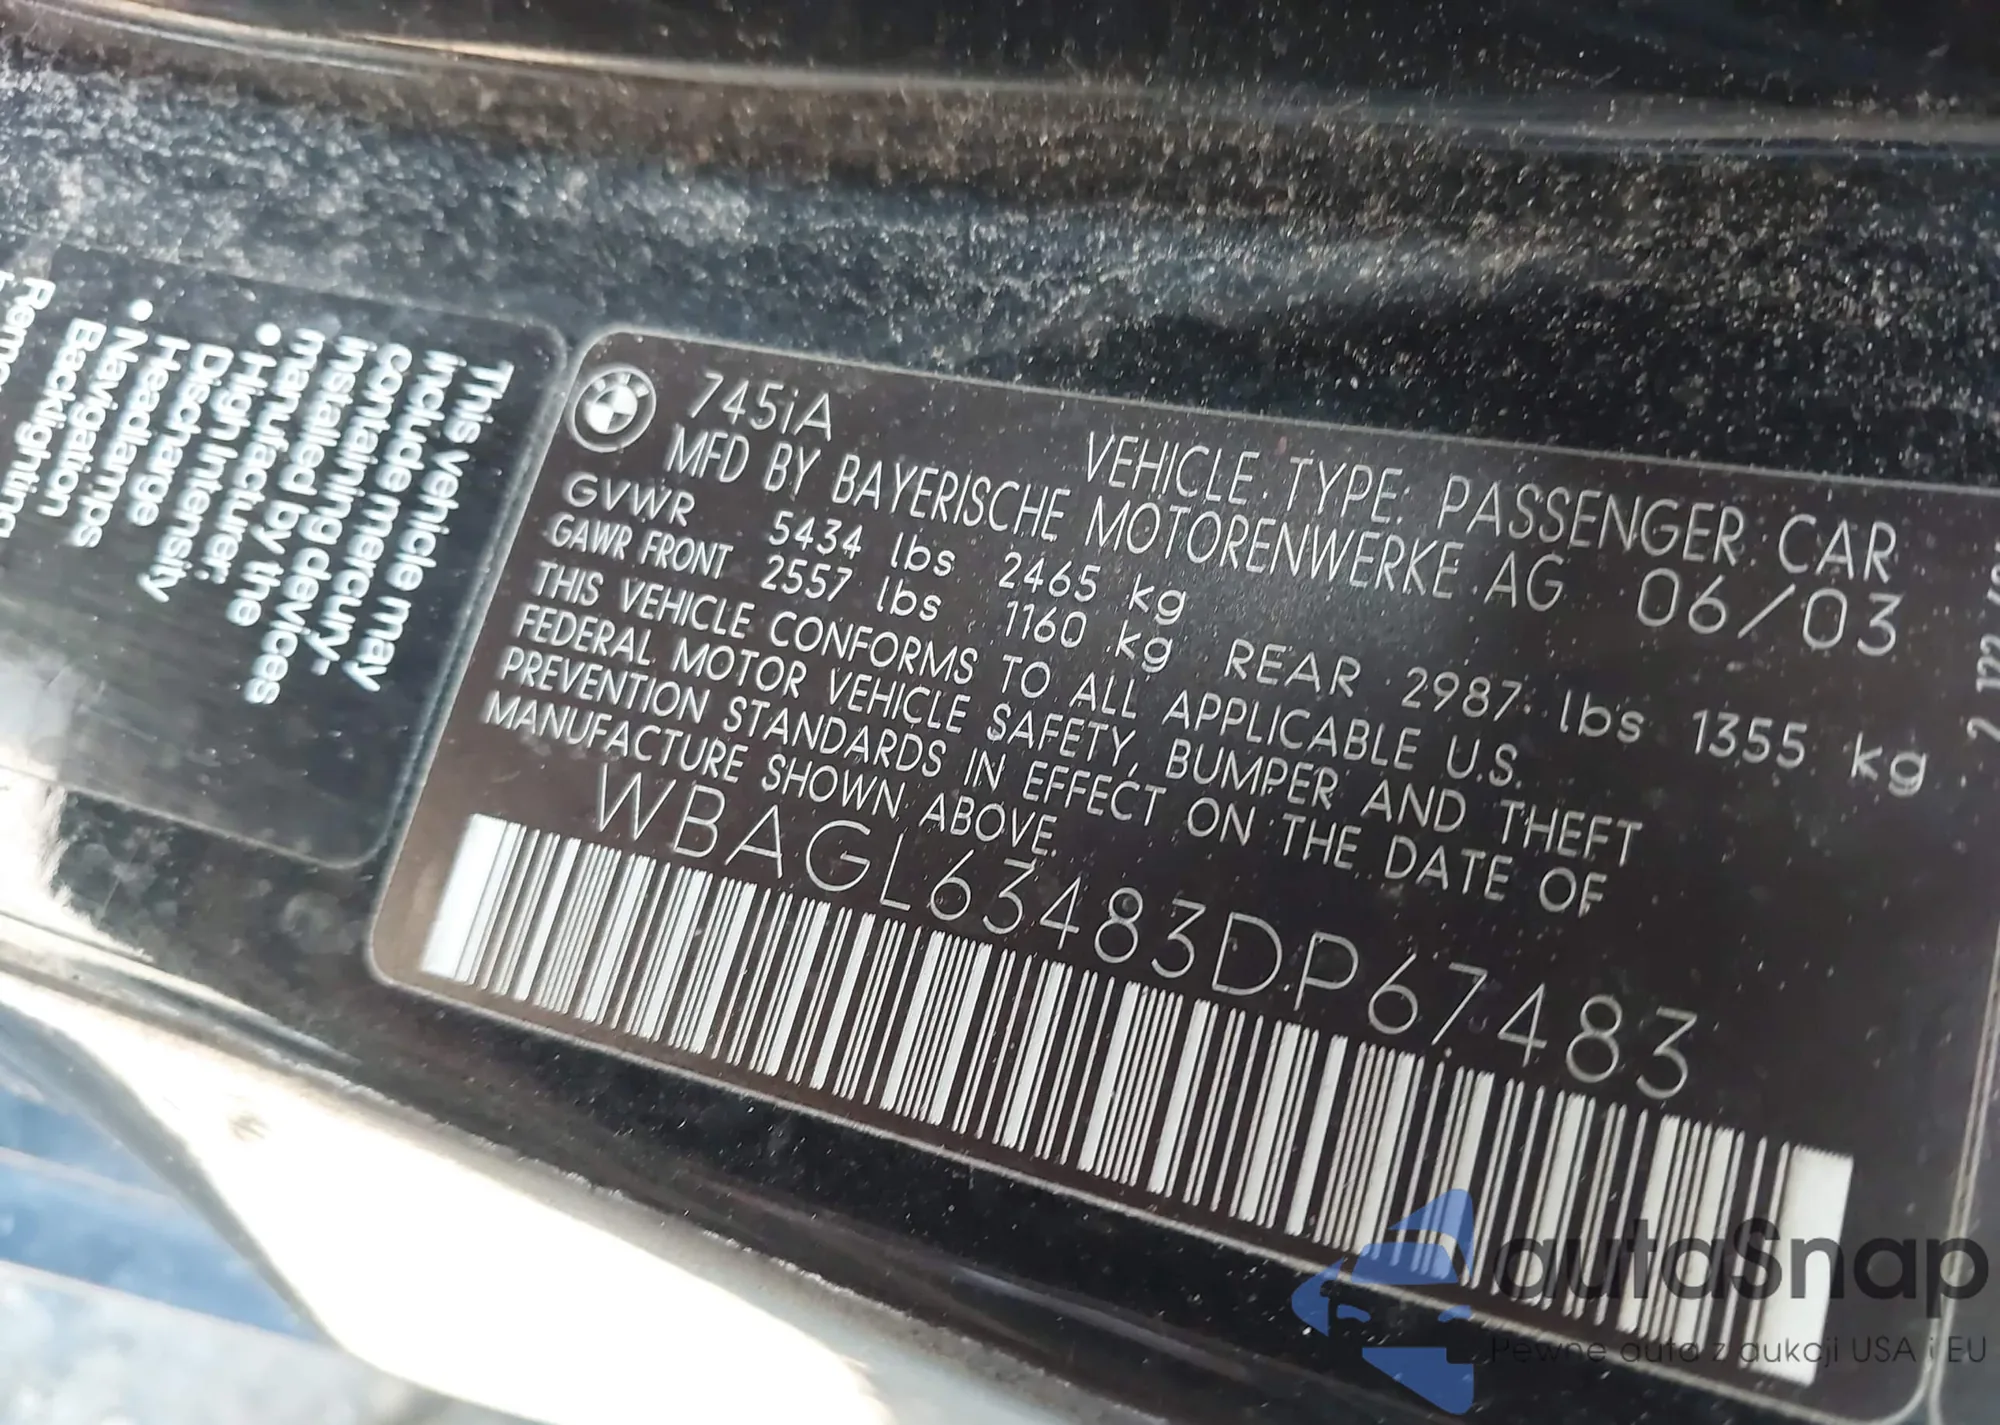 This vehicle may
include mercury-
containing devices
installed by the
manufacturer:
• High Intensity
Discharge
Headlamps
• Navigation
Backlighting
745iA
VEHICLE TYPE: PASSENGER CAR
MFD BY BAYERISCHE MOTORENWERKE AG 06/03
GVWR 5434 lbs 2465 kg
GAWR FRONT 2557 lbs 1160 kg REAR 2987 lbs 1355 kg
THIS VEHICLE CONFORMS TO ALL APPLICABLE U.S.
FEDERAL MOTOR VEHICLE SAFETY, BUMPER AND THEFT
PREVENTION STANDARDS IN EFFECT ON THE DATE OF
MANUFACTURE SHOWN ABOVE.
WBAGL63483DP67483
autaSnap
Pewne auto z aukcji USA i EU